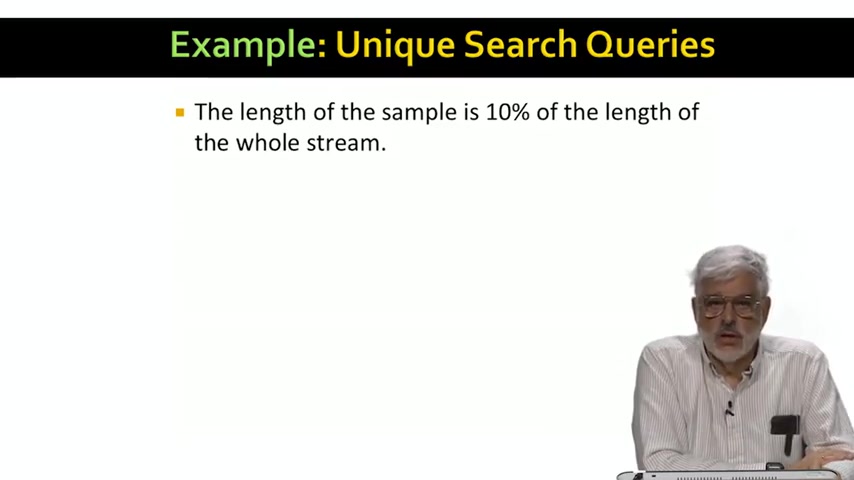 Example: Unique Search Queries
The length of the sample is 10% of the length of
the whole stream.